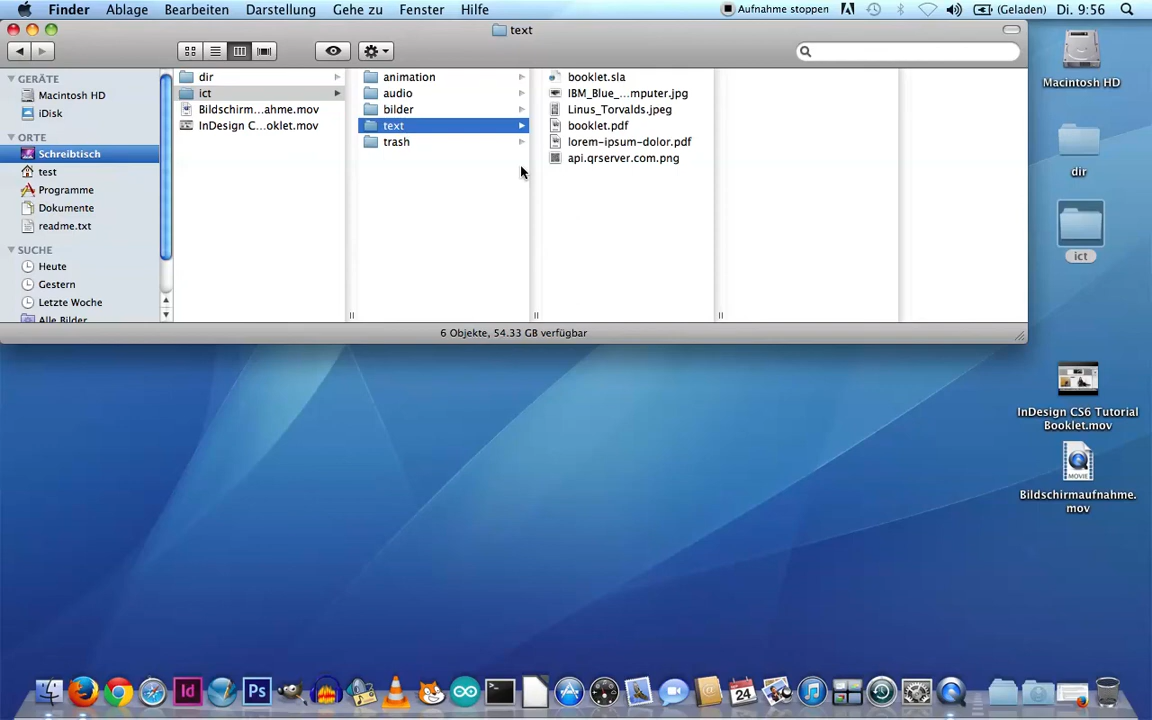 Finder Ablage Bearbeiten Darstellung Gehe zu Fenster Hilfe Aufnahme stoppen (Geladen) Di. 9:56
text
GERÄTE
Macintosh HD
iDisk
ORTE
Schreibtisch
test
Programme
Dokumente
readme.txt
SUCHE
Heute
Gestern
Letzte Woche
Alle Bilder
dir
ict
Bildschirm...ahme.mov
InDesign C...oklet.mov
animation
audio
bilder
text
trash
booklet.sla
IBM_Blue_...mputer.jpg
Linus_Torvalds.jpeg
booklet.pdf
lorem-ipsum-dolor.pdf
api.qrserver.com.png
6 Objekte, 54.33 GB verfügbar
Macintosh HD
dir
ict
InDesign CS6 Tutorial
Booklet.mov
MOVIE
Bildschirmaufnahme.
mov
Id
Ps
24